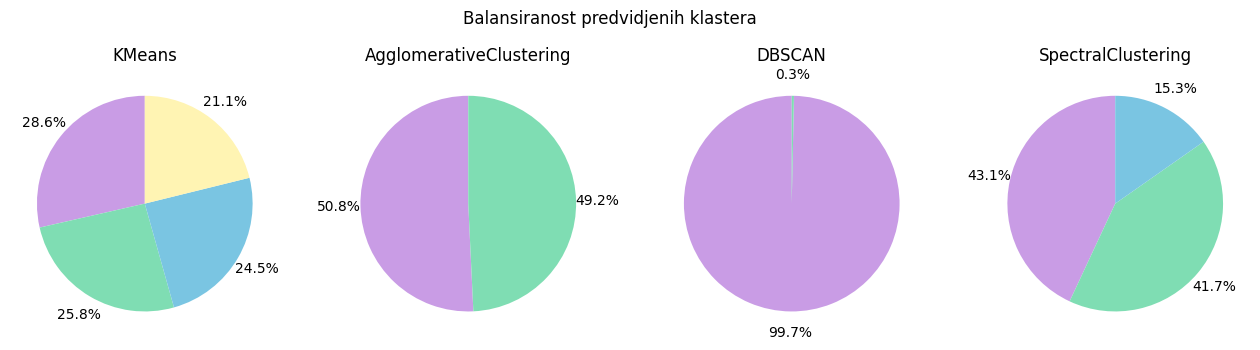 Balansiranost predvidjenih klastera
KMeans
21.1%
28.6%
24.5%
25.8%
AgglomerativeClustering
50.8%
49.2%
DBSCAN
0.3%
99.7%
SpectralClustering
15.3%
43.1%
41.7%